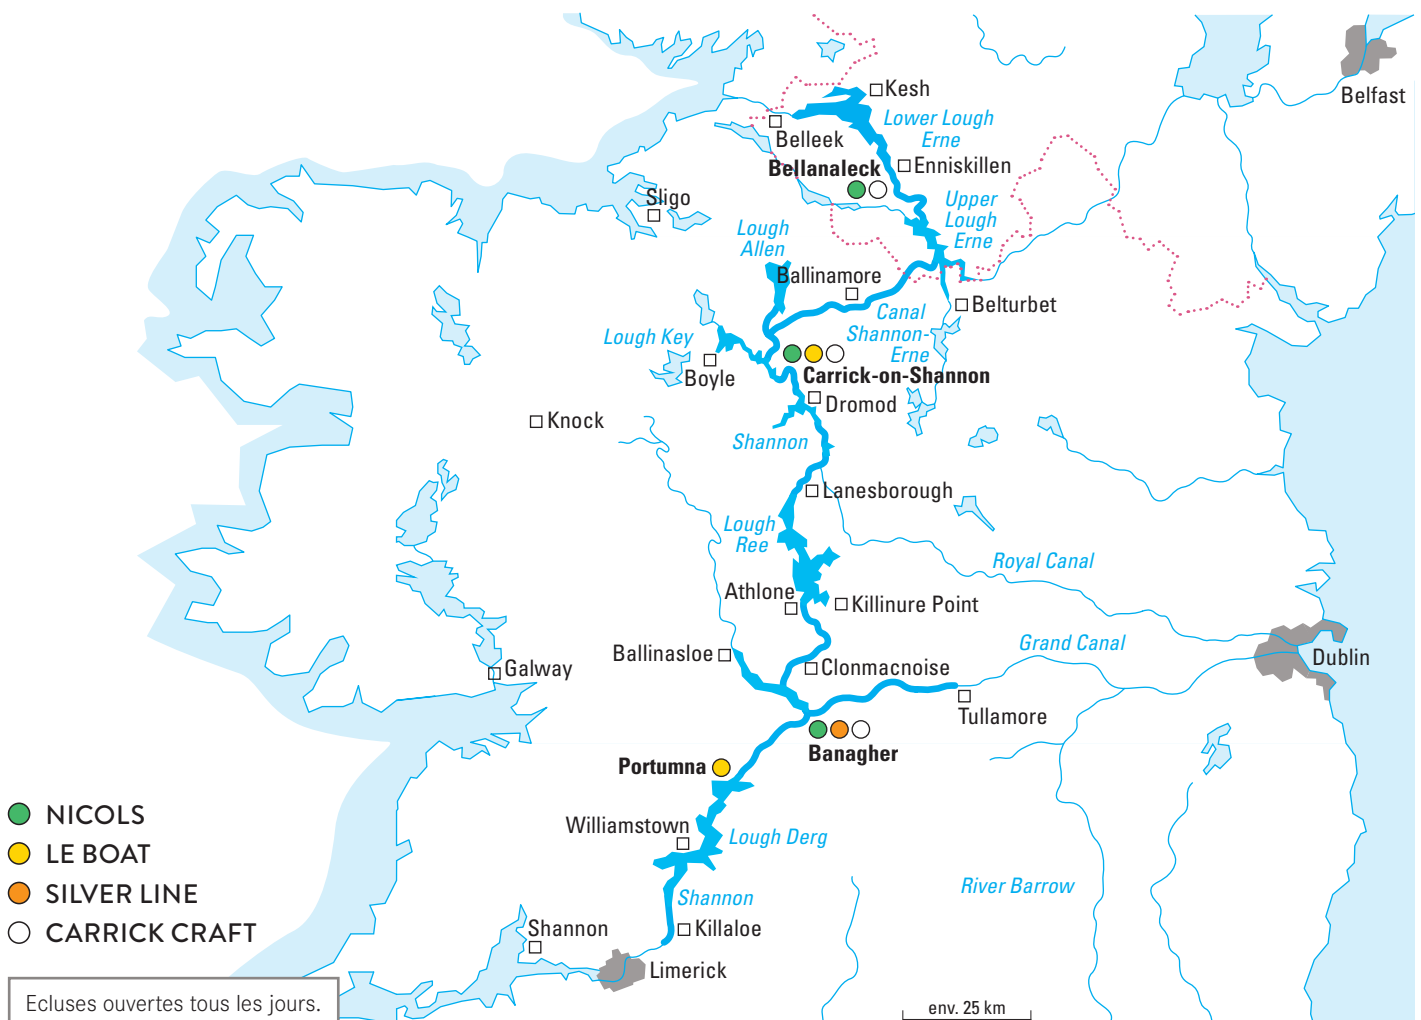 Belfast
Kesh
Lower Lough
Erne
Belleek
Bellanaleck
Enniskillen
Sligo
Upper
Lough
Erne
Lough
Allen
Ballinamore
Belturbet
Canal
Shannon-
Erne
Lough Key
Boyle
Carrick-on-Shannon
Dromod
Knock
Shannon
Lanesborough
Lough
Ree
Royal Canal
Athlone
Killinure Point
Grand Canal
Ballinasloe
Clonmacnoise
Dublin
Galway
Tullamore
Banagher
Portumna
NICOLS
LE BOAT
SILVER LINE
CARRICK CRAFT
Williamstown
Lough Derg
River Barrow
Shannon
Shannon
Killaloe
Limerick
Ecluses ouvertes tous les jours.
env. 25 km